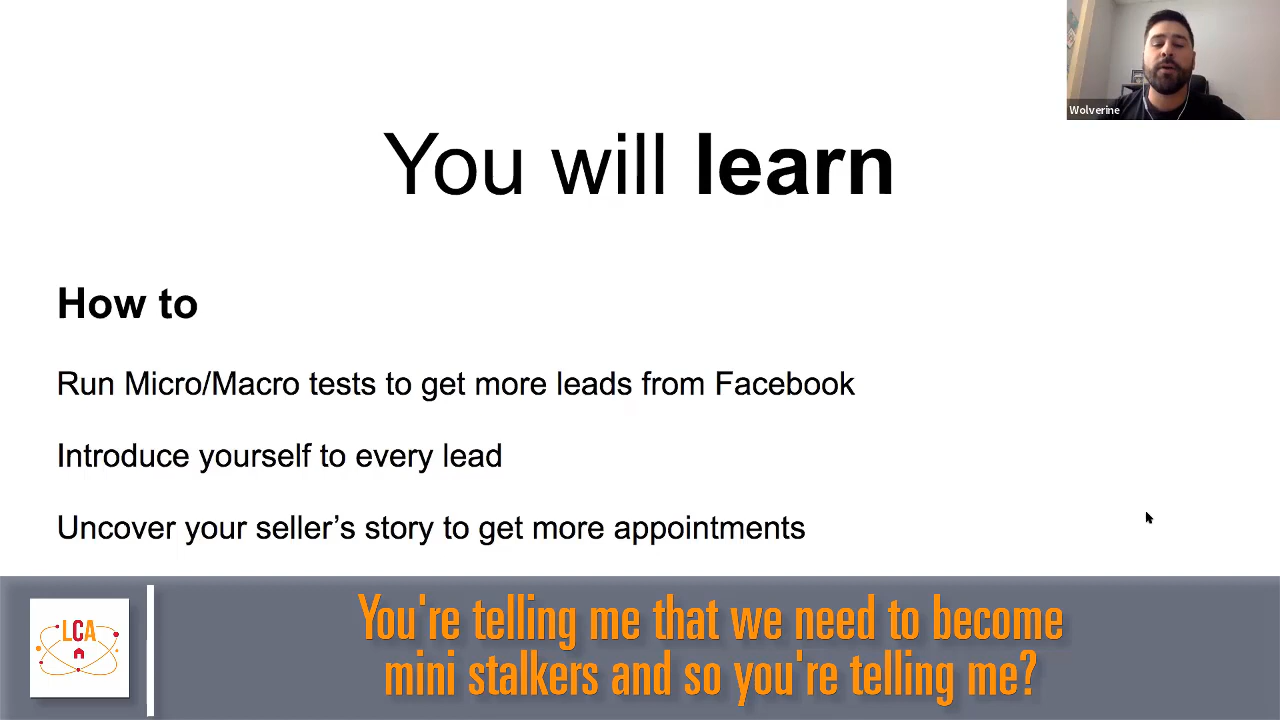 Wolverine
You will learn
How to
Run Micro/Macro tests to get more leads from Facebook
Introduce yourself to every lead
Uncover your seller’s story to get more appointments
LCA
You're telling me that we need to become
mini stalkers and so you're telling me?